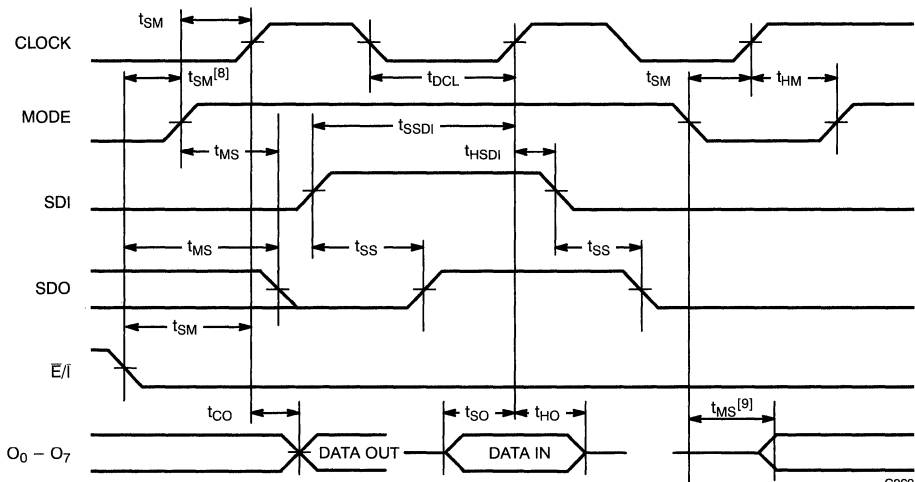 tSM
CLOCK
tSM[8]
tDCL
tSM
tHM
MODE
tMS
tSSDI
tHSDI
SDI
tMS
tSS
tSS
SDO
tSM
E̅/I̅
tCO
tSO
tHO
tMS[9]
O0 – O7
DATA OUT
DATA IN